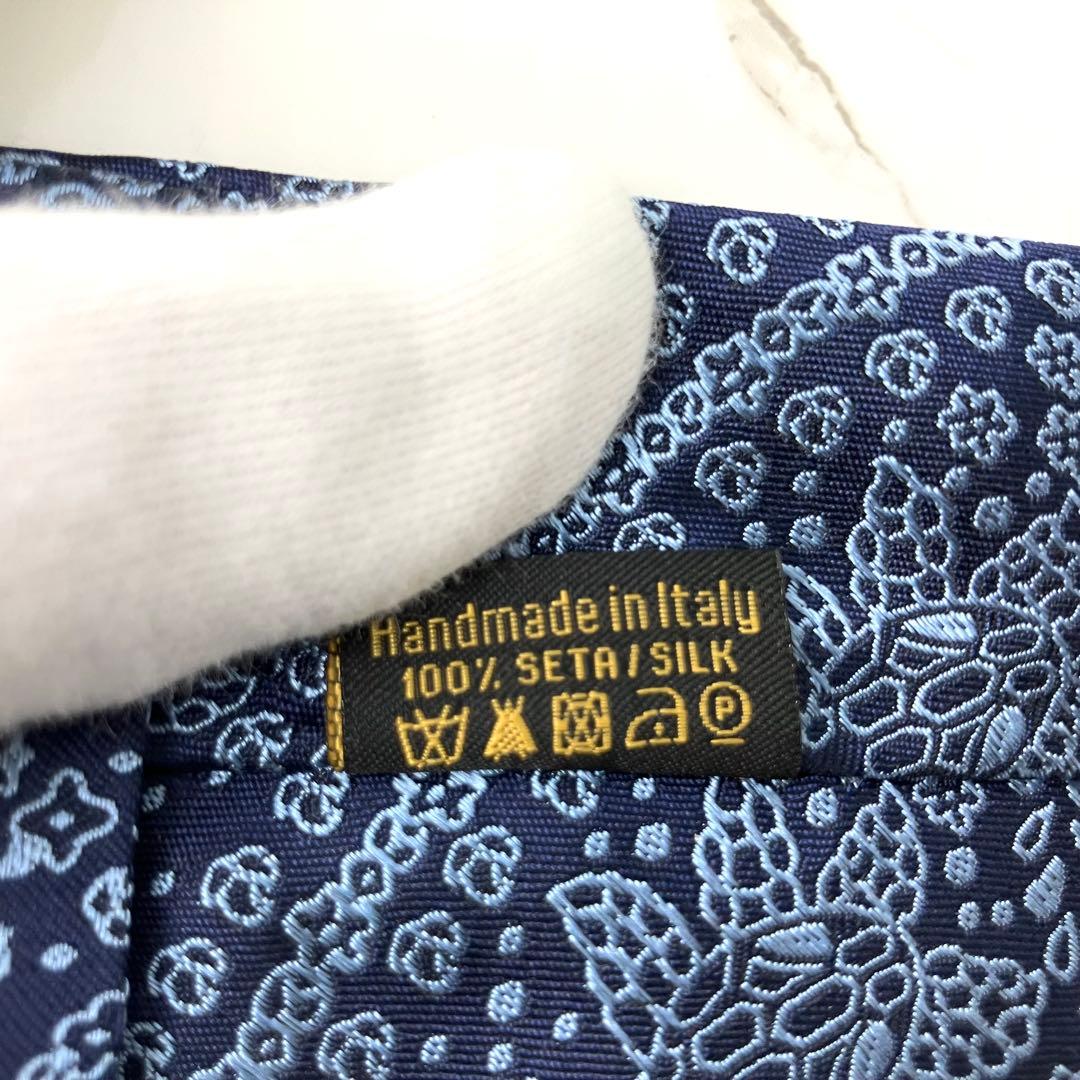 Handmade in Italy
100% SETA / SILK
P